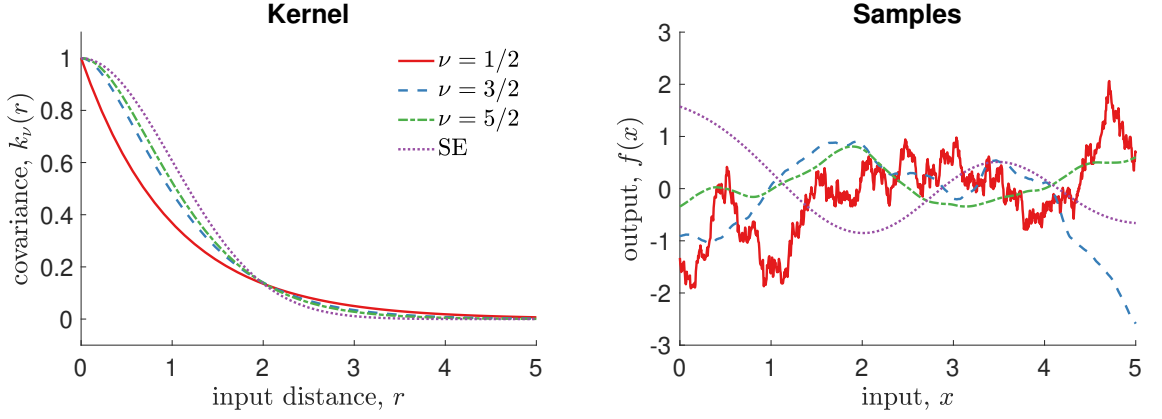 Kernel
1
0.8
0.6
0.4
0.2
0
0 1 2 3 4 5
covariance, kν(r)
input distance, r
ν = 1/2
ν = 3/2
ν = 5/2
SE
Samples
3
2
1
0
-1
-2
-3
0 1 2 3 4 5
output, f(x)
input, x